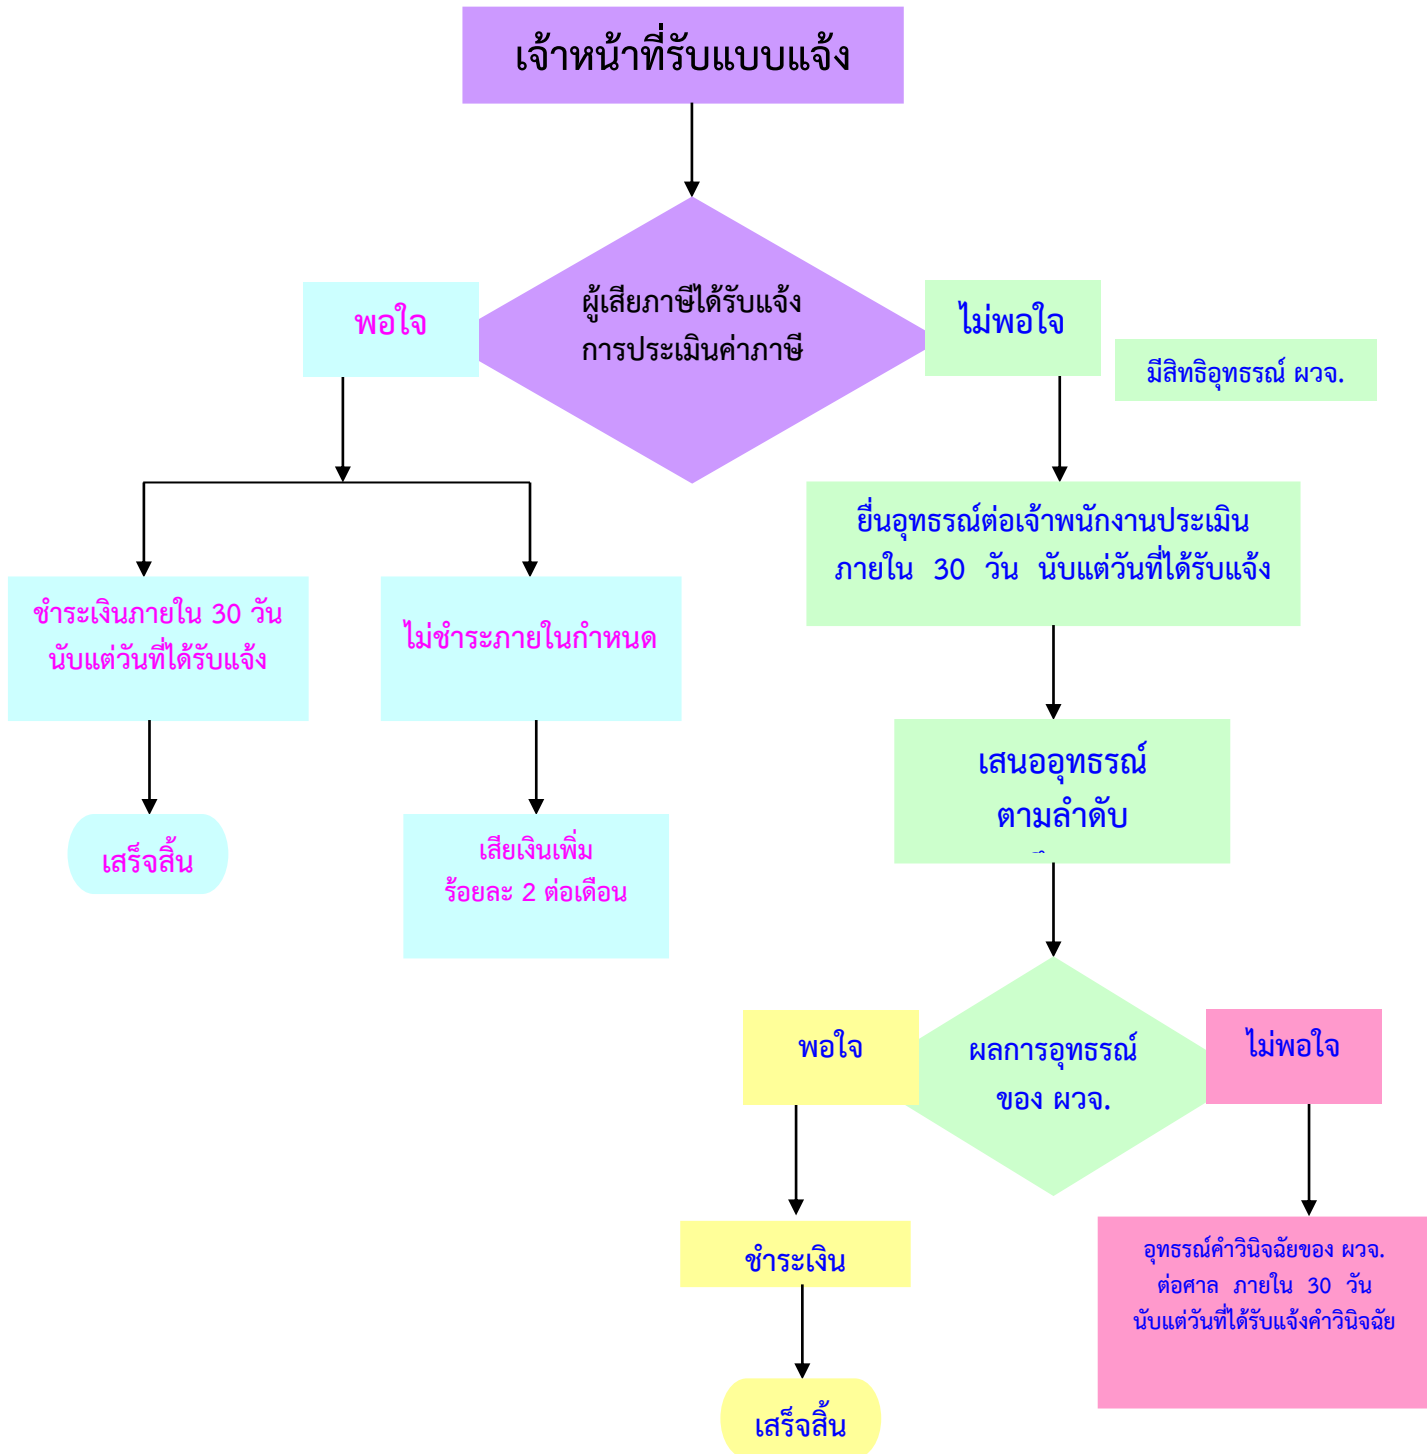 เจ้าหน้าที่รับแบบแจ้ง
ผู้เสียภาษีได้รับแจ้ง
การประเมินค่าภาษี
พอใจ
ไม่พอใจ
มีสิทธิอุทธรณ์ ผวจ.
ยื่นอุทธรณ์ต่อเจ้าพนักงานประเมิน
ภายใน 30 วัน นับแต่วันที่ได้รับแจ้ง
ชำระเงินภายใน 30 วัน
นับแต่วันที่ได้รับแจ้ง
ไม่ชำระภายในกำหนด
เสนออุทธรณ์
ตามลำดับ
เสร็จสิ้น
เสียเงินเพิ่ม
ร้อยละ 2 ต่อเดือน
พอใจ
ผลการอุทธรณ์
ของ ผวจ.
ไม่พอใจ
ชำระเงิน
อุทธรณ์คำวินิจฉัยของ ผวจ.
ต่อศาล ภายใน 30 วัน
นับแต่วันที่ได้รับแจ้งคำวินิจฉัย
เสร็จสิ้น